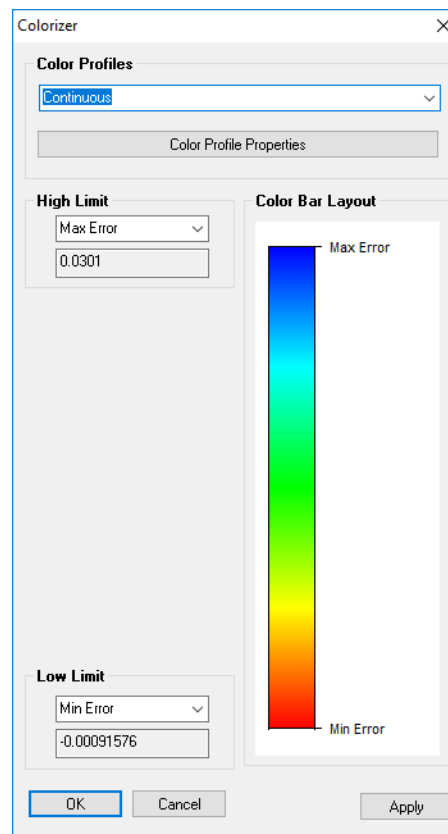 Colorizer
Color Profiles
Continuous
Color Profile Properties
High Limit
Max Error
0.0301
Color Bar Layout
Max Error
Min Error
Low Limit
Min Error
-0.00091576
OK
Cancel
Apply